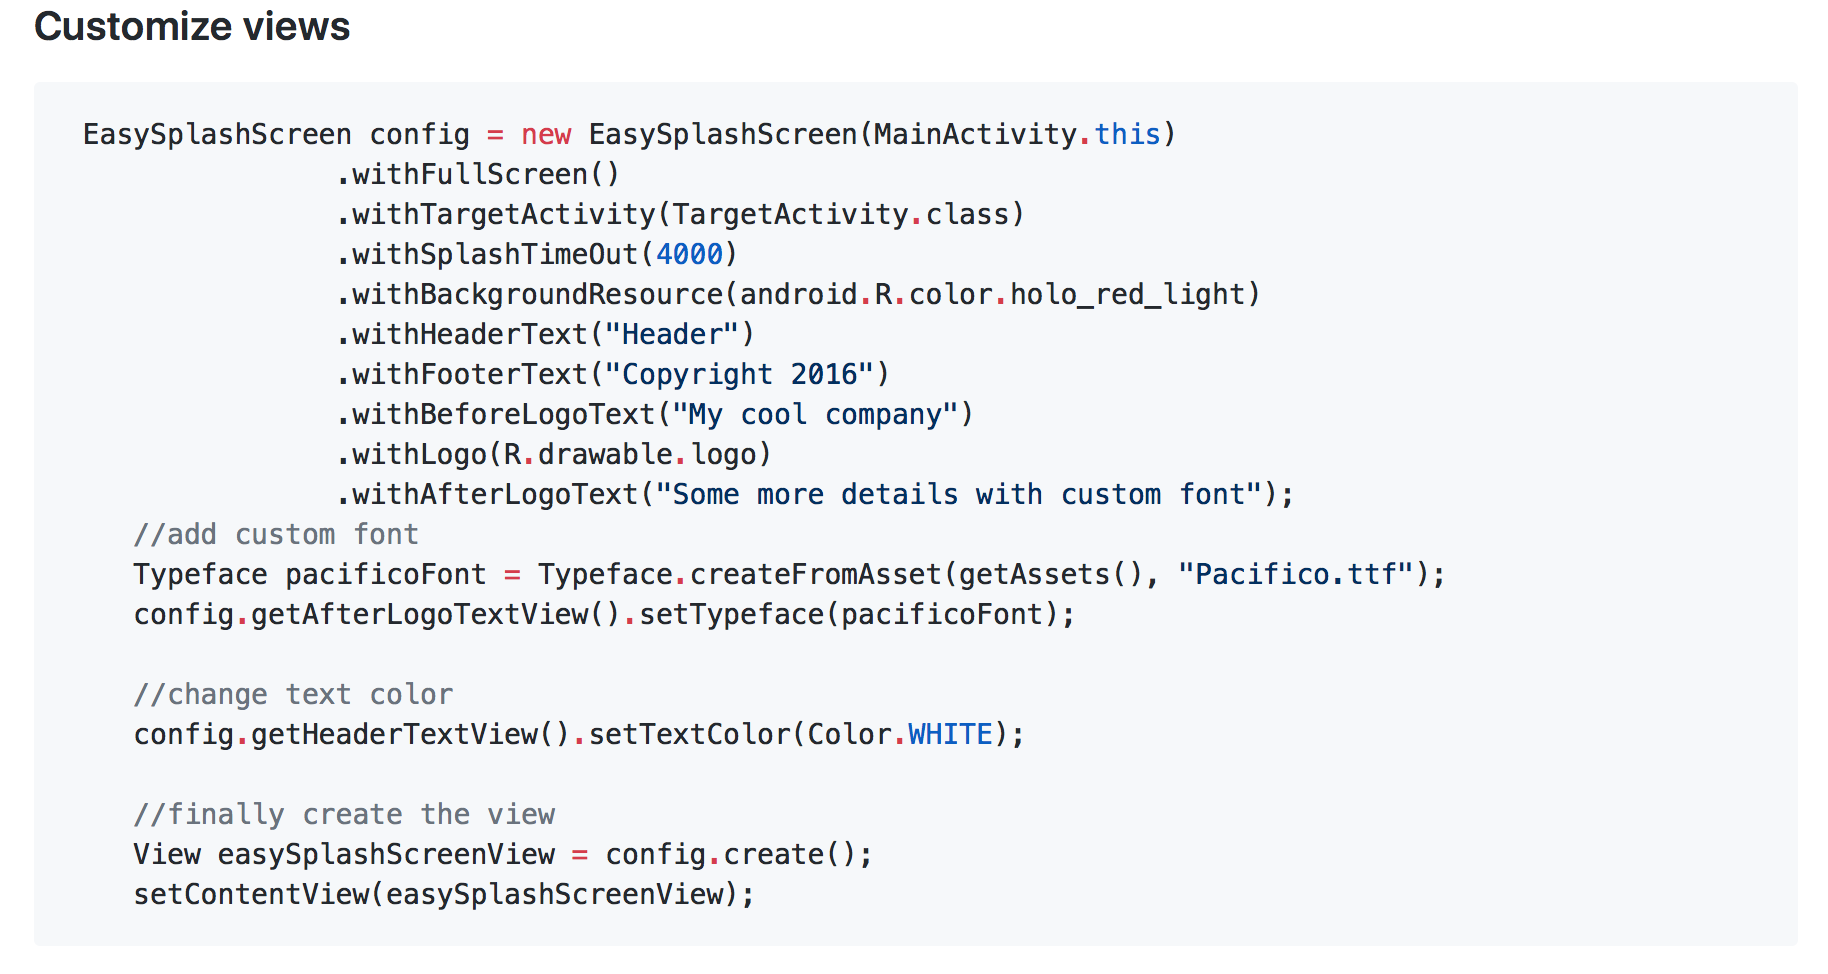 Customize views
EasySplashScreen config = new EasySplashScreen(MainActivity.this)
.withFullScreen()
.withTargetActivity(TargetActivity.class)
.withSplashTimeOut(4000)
.withBackgroundResource(android.R.color.holo_red_light)
.withHeaderText("Header")
.withFooterText("Copyright 2016")
.withBeforeLogoText("My cool company")
.withLogo(R.drawable.logo)
.withAfterLogoText("Some more details with custom font");
//add custom font
Typeface pacificoFont = Typeface.createFromAsset(getAssets(), "Pacifico.ttf");
config.getAfterLogoTextView().setTypeface(pacificoFont);
//change text color
config.getHeaderTextView().setTextColor(Color.WHITE);
//finally create the view
View easySplashScreenView = config.create();
setContentView(easySplashScreenView);